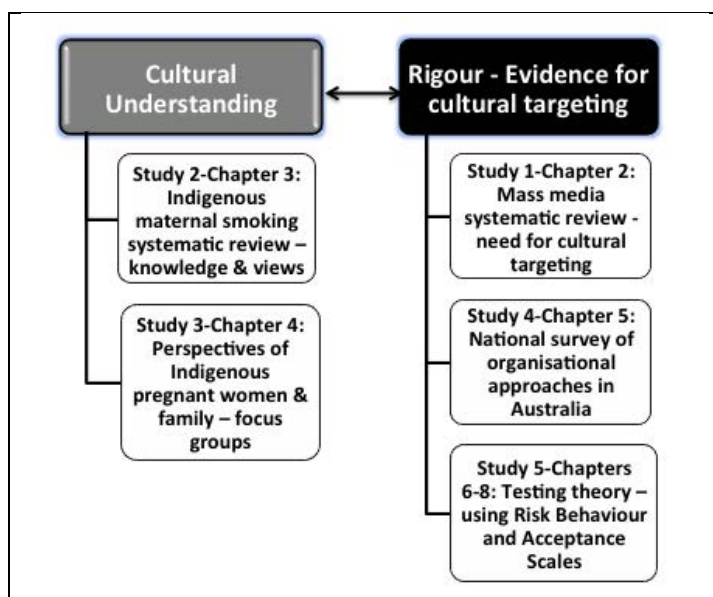 Cultural
Understanding
Rigour - Evidence for
cultural targeting
Study 2-Chapter 3:
Indigenous
maternal smoking
systematic review –
knowledge & views
Study 3-Chapter 4:
Perspectives of
Indigenous
pregnant women &
family – focus
groups
Study 1-Chapter 2:
Mass media
systematic review -
need for cultural
targeting
Study 4-Chapter 5:
National survey of
organisational
approaches in
Australia
Study 5-Chapters
6-8: Testing theory –
using Risk Behaviour
and Acceptance
Scales